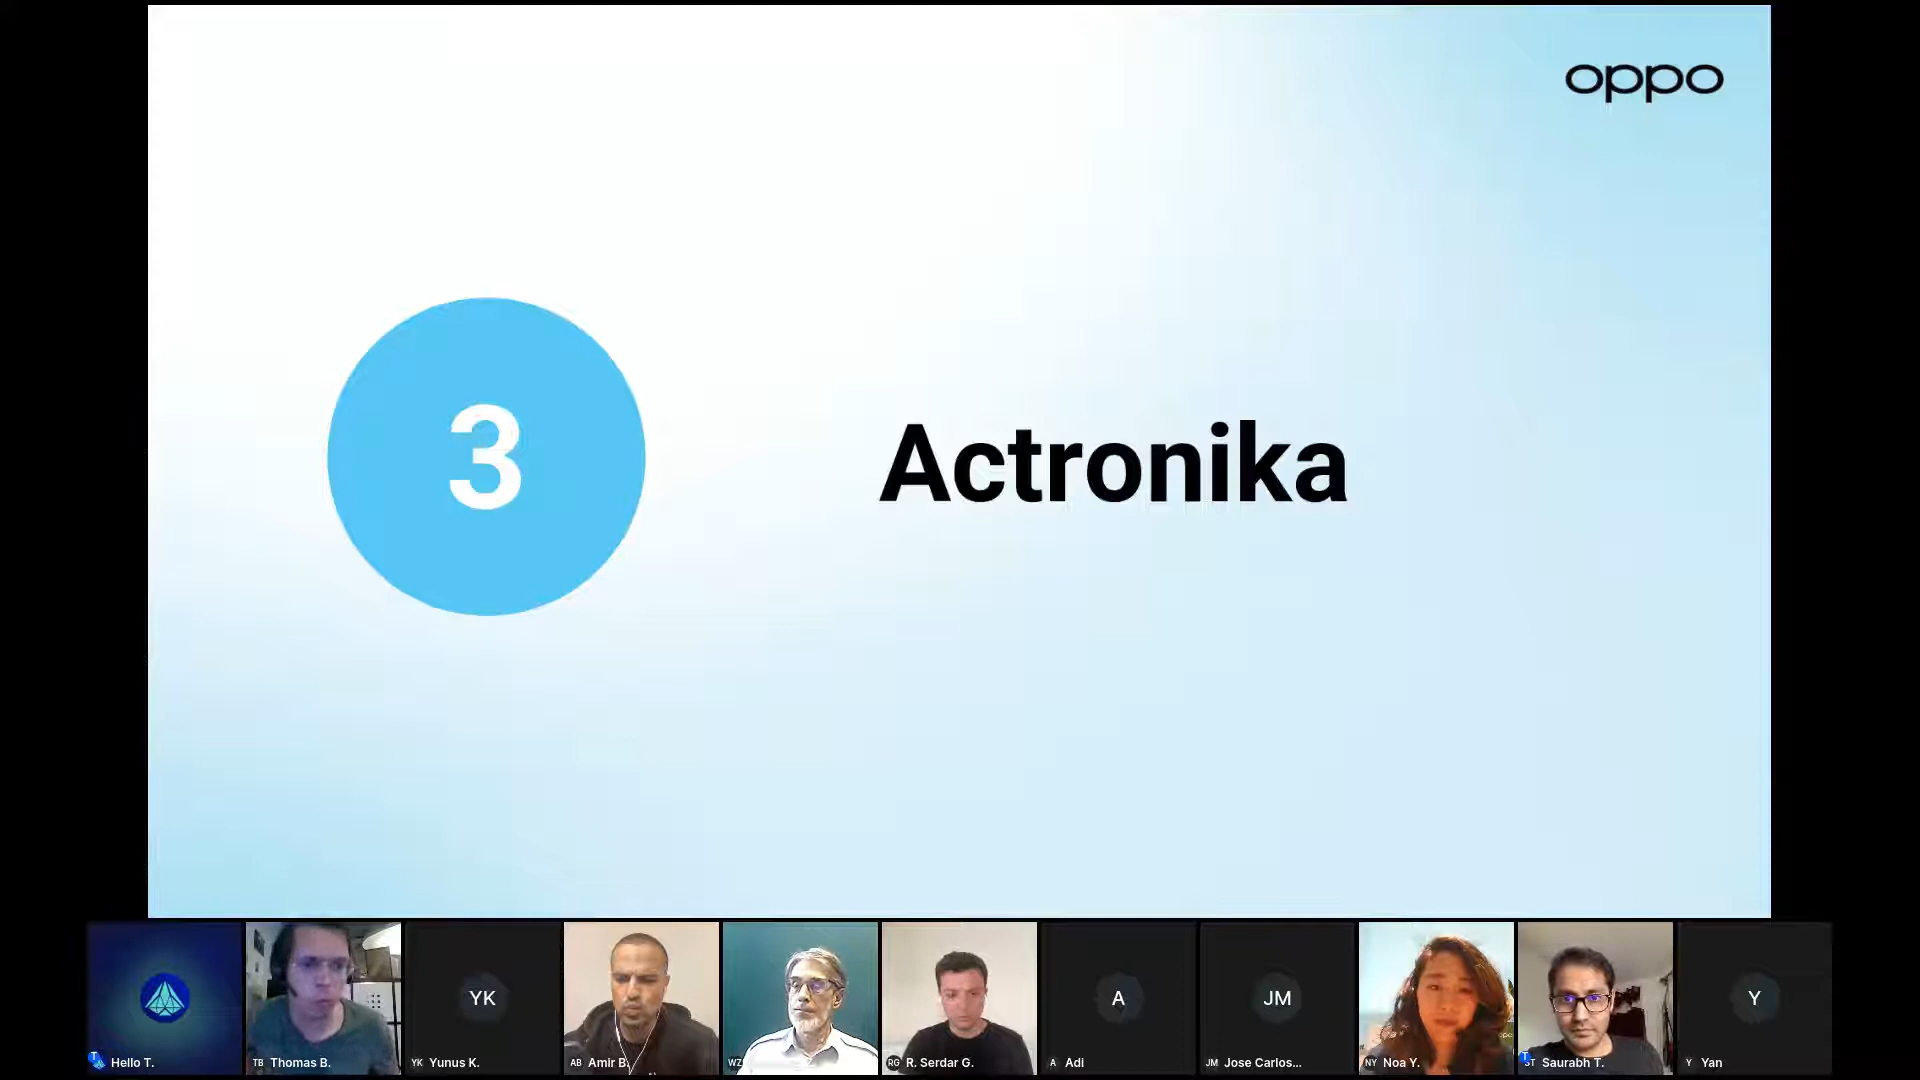 oppo
3
Actronika
YK
A
JM
Y
Hello T.
TB Thomas B.
YK Yunus K.
AB Amir B.
WZ
RG R. Serdar G.
A Adi
JM Jose Carlos...
NY Noa Y.
ST Saurabh T.
Y Yan